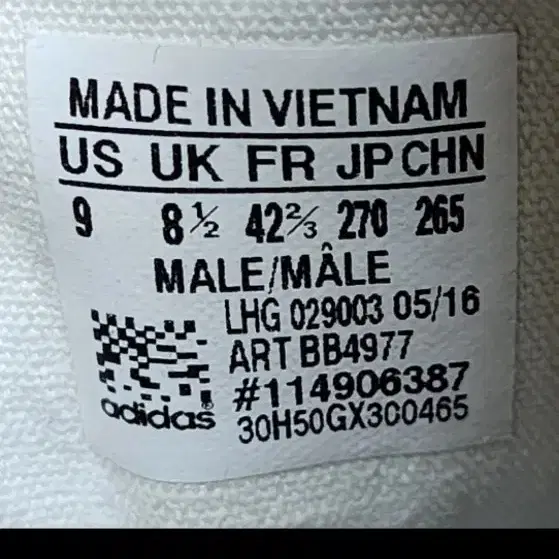 MADE IN VIETNAM
US UK FR JP CHN
9 8½ 42⅔ 270 265
MALE/MÂLE
LHG 029003 05/16
ART BB4977
#114906387
adidas®
30H50GX300465